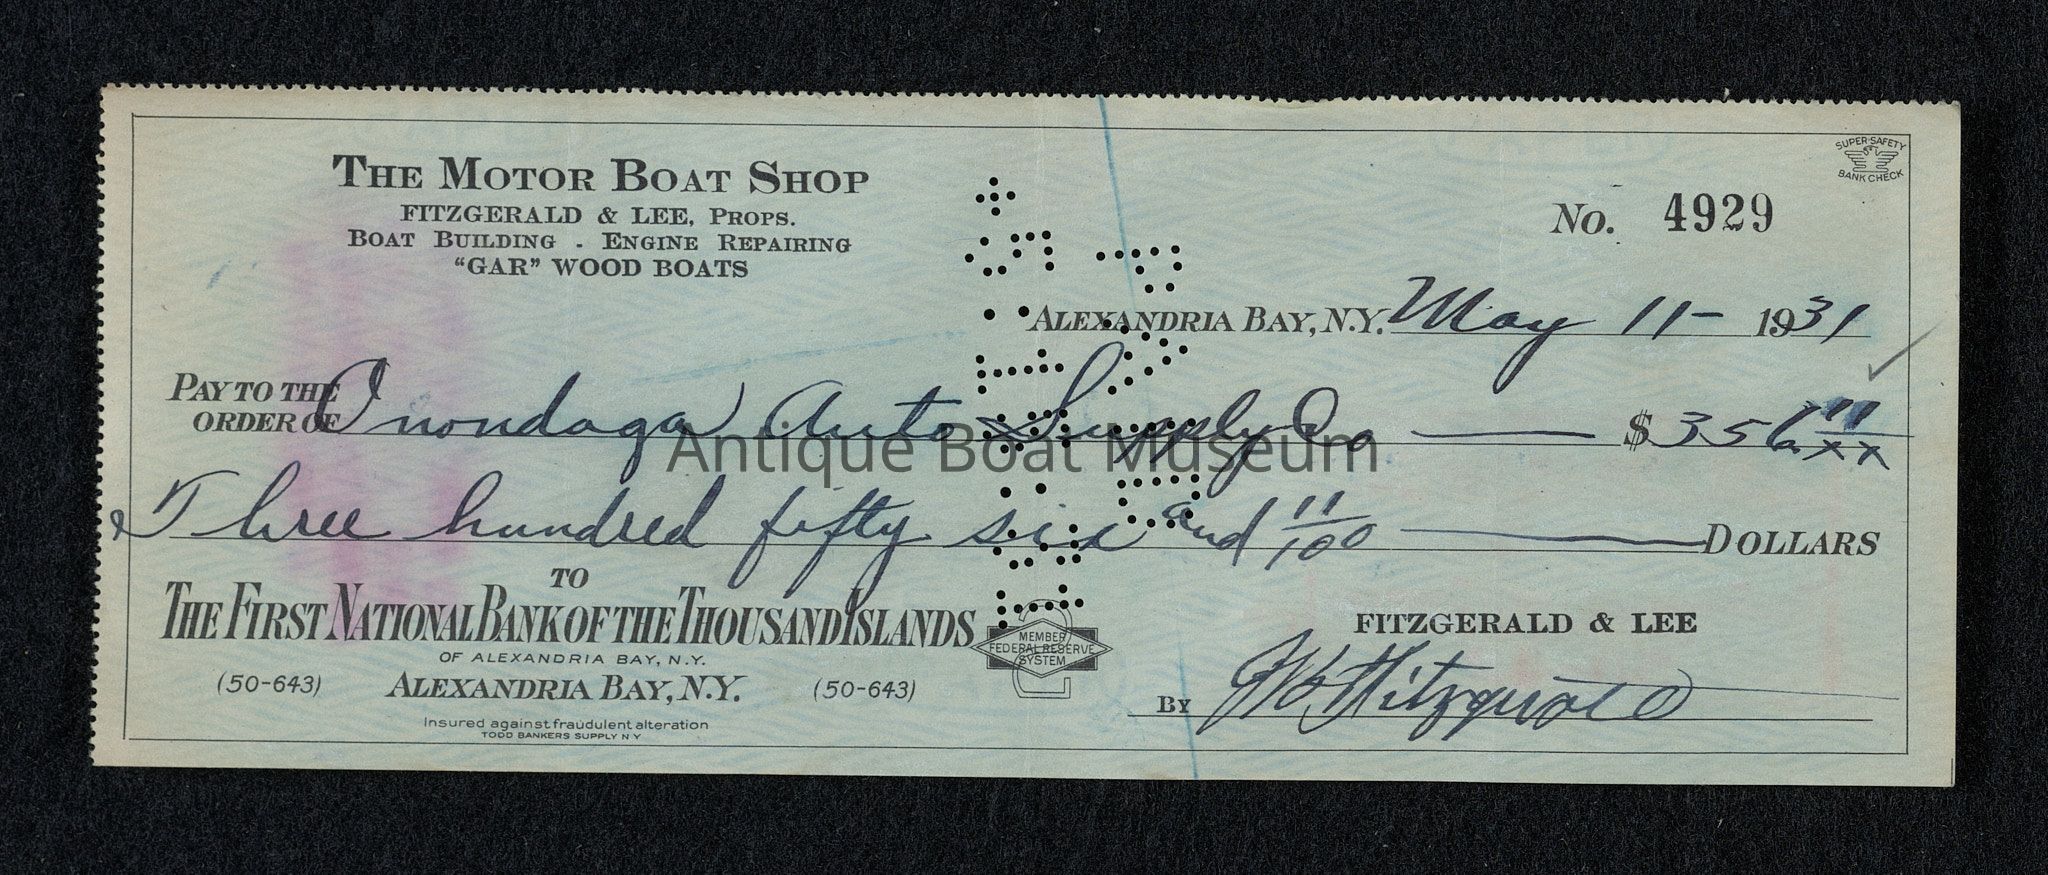 THE MOTOR BOAT SHOP
FITZGERALD & LEE, PROPS.
BOAT BUILDING - ENGINE REPAIRING
"GAR" WOOD BOATS
SUPER-SAFETY
BANK CHECK
No. 4929
ALEXANDRIA BAY, N.Y. May 11- 1931
PAY TO THE
ORDER OF Onondaga Auto Supply Co $356 11/xx
Antique Boat Museum
Three hundred fifty six and 11/100 DOLLARS
TO
THE FIRST NATIONAL BANK OF THE THOUSAND ISLANDS
OF ALEXANDRIA BAY, N.Y.
(50-643) ALEXANDRIA BAY, N.Y. (50-643)
MEMBER
FEDERAL RESERVE
SYSTEM
Insured against fraudulent alteration
TODD BANKERS SUPPLY N Y
FITZGERALD & LEE
BY Fitzgerald